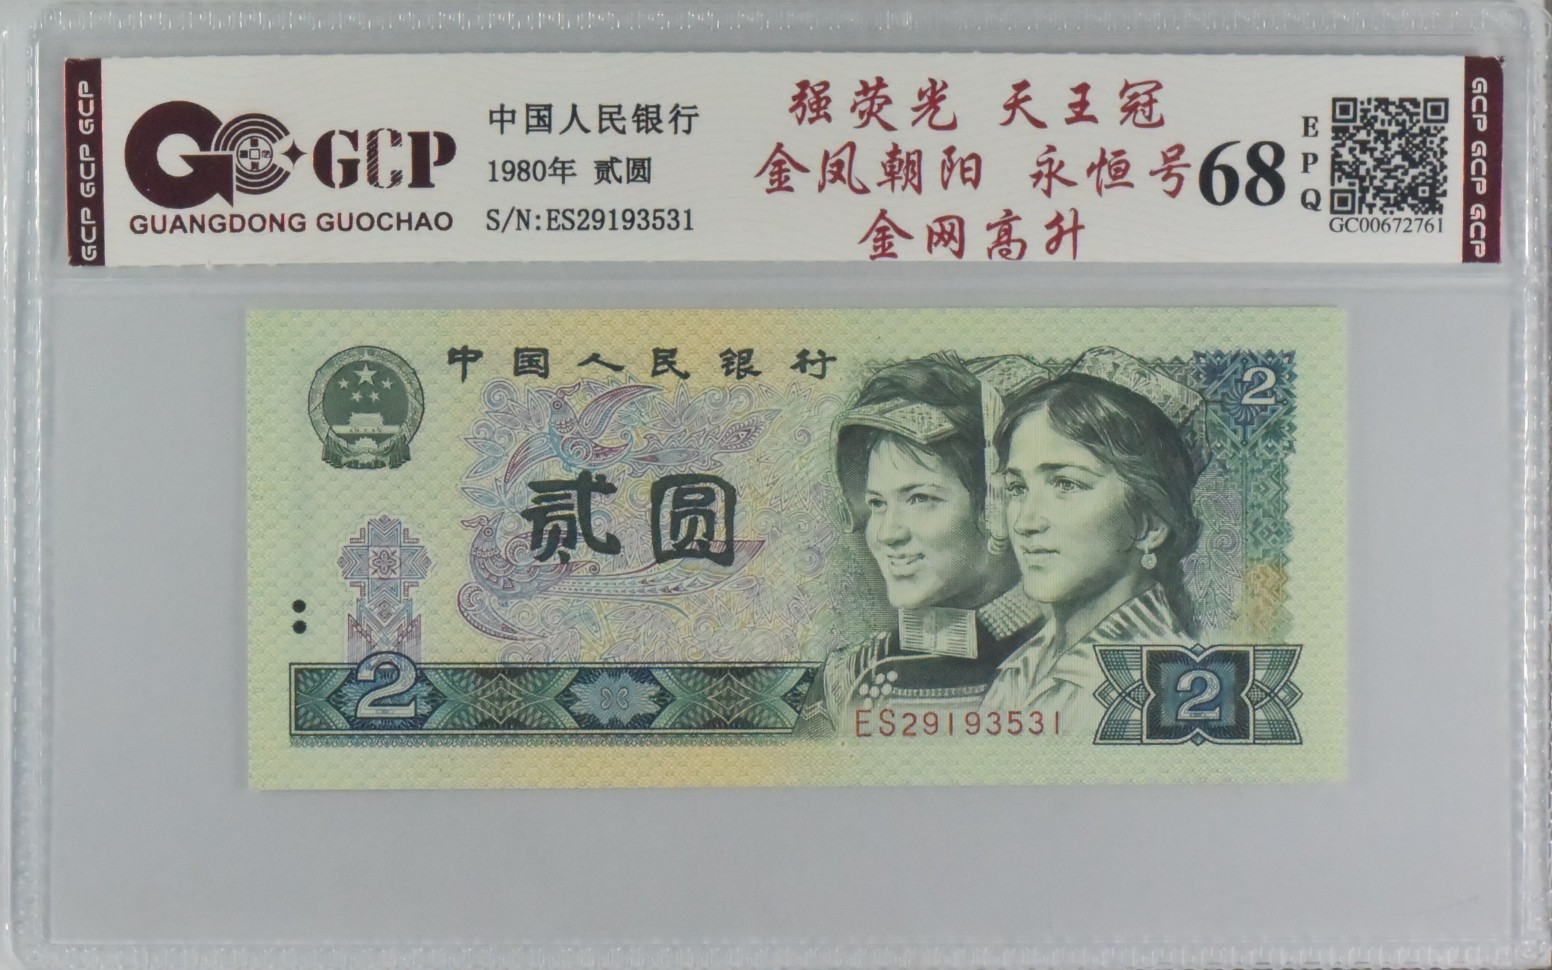 GCP GCP GCP
GCP
GUANGDONG GUOCHAO
中国人民银行
1980年 贰圆
S/N:ES29193531
强荧光 天王冠
金凤朝阳 永恒号
金网高升
68
EPQ
GC00672761
GCP GCP GCP
中国人民银行
2
贰圆
2
ES29193531
2